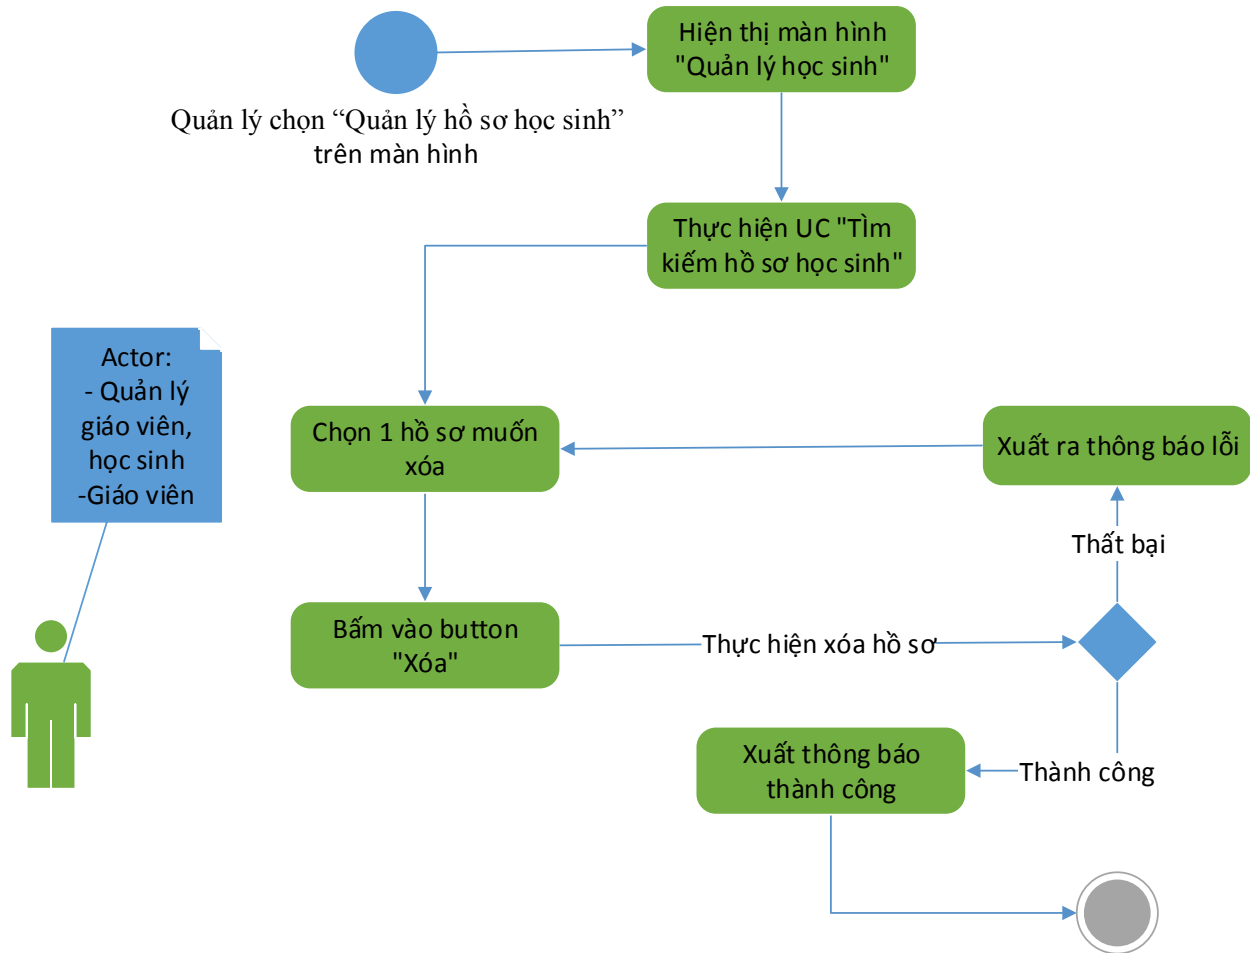 Hiện thị màn hình
"Quản lý học sinh"
Quản lý chọn “Quản lý hồ sơ học sinh”
trên màn hình
Thực hiện UC "TÌm
kiếm hồ sơ học sinh"
Actor:
- Quản lý
giáo viên,
học sinh
-Giáo viên
Chọn 1 hồ sơ muốn
xóa
Xuất ra thông báo lỗi
Thất bại
Bấm vào button
"Xóa"
Thực hiện xóa hồ sơ
Xuất thông báo
thành công
Thành công